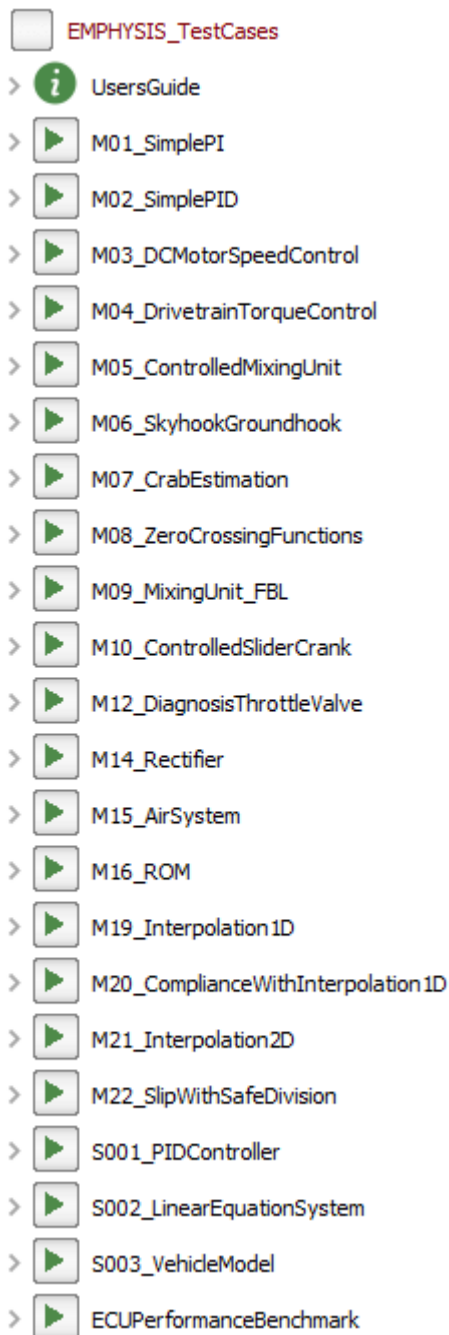 EMPHYSIS_TestCases
UsersGuide
M01_SimplePI
M02_SimplePID
M03_DCMotorSpeedControl
M04_DrivetrainTorqueControl
M05_ControlledMixingUnit
M06_SkyhookGroundhook
M07_CrabEstimation
M08_ZeroCrossingFunctions
M09_MixingUnit_FBL
M10_ControlledSliderCrank
M12_DiagnosisThrottleValve
M14_Rectifier
M15_AirSystem
M16_ROM
M19_Interpolation1D
M20_ComplianceWithInterpolation1D
M21_Interpolation2D
M22_SlipWithSafeDivision
S001_PIDController
S002_LinearEquationSystem
S003_VehicleModel
ECUPerformanceBenchmark